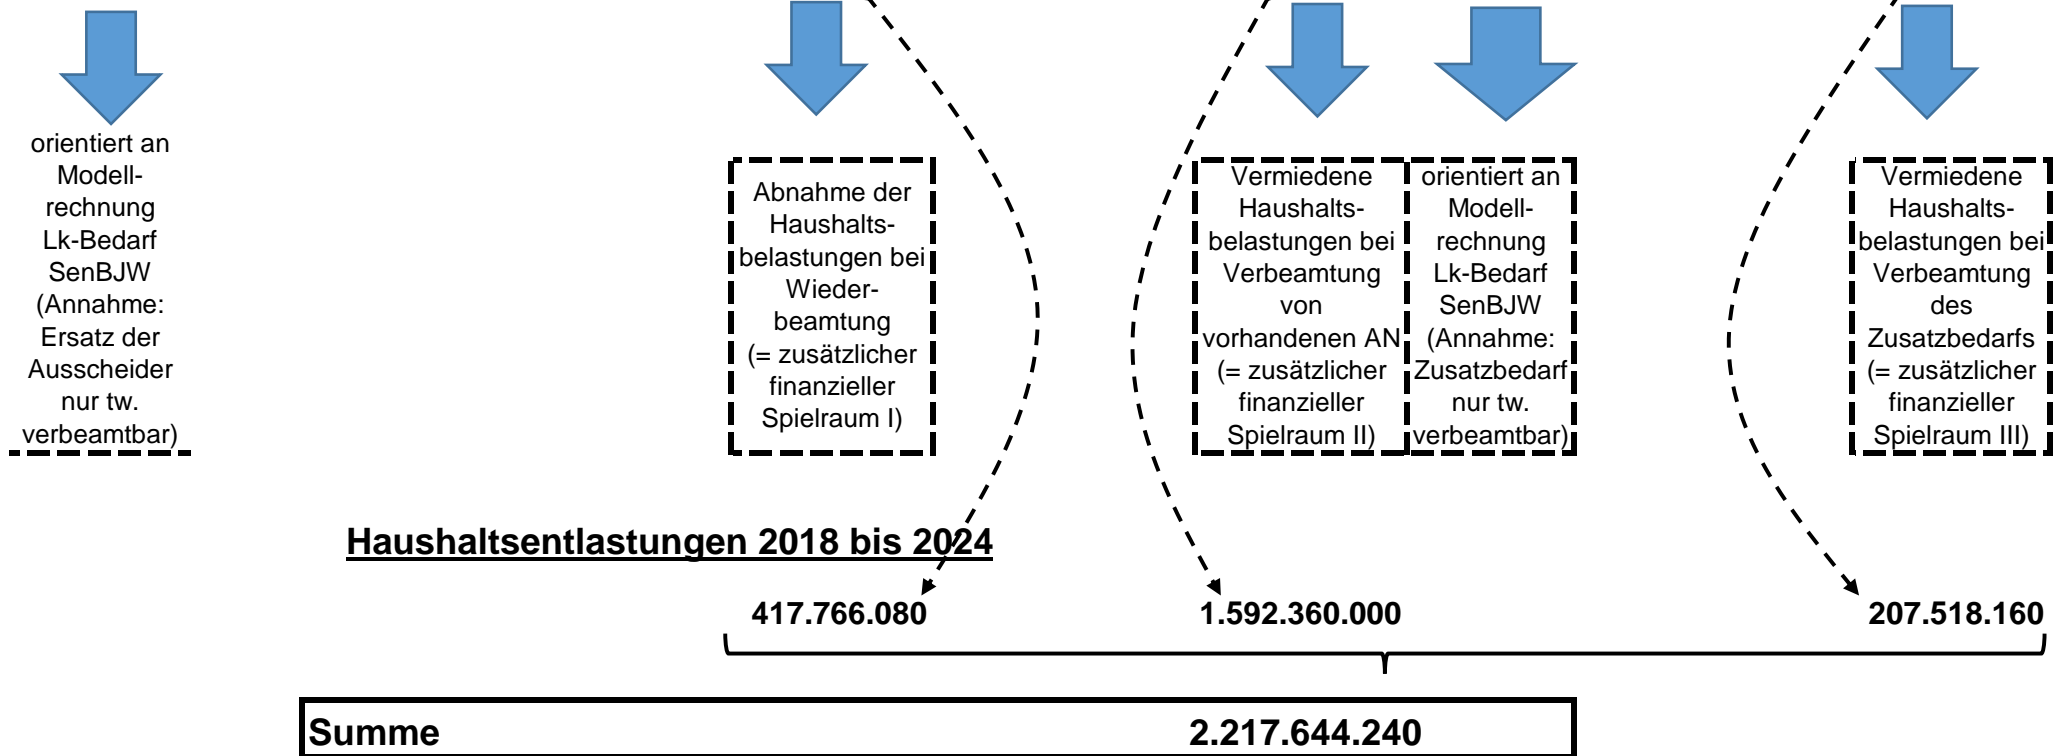 orientiert an
Modell-
rechnung
Lk-Bedarf
SenBJW
(Annahme:
Ersatz der
Ausscheider
nur tw.
verbeamtbar)
Abnahme der
Haushalts-
belastungen bei
Wieder-
beamtung
(= zusätzlicher
finanzieller
Spielraum I)
Vermiedene
Haushalts-
belastungen bei
Verbeamtung
von
vorhandenen AN
(= zusätzlicher
finanzieller
Spielraum II)
orientiert an
Modell-
rechnung
Lk-Bedarf
SenBJW
(Annahme:
Zusatzbedarf
nur tw.
verbeamtbar)
Vermiedene
Haushalts-
belastungen bei
Verbeamtung
des
Zusatzbedarfs
(= zusätzlicher
finanzieller
Spielraum III)
Haushaltsentlastungen 2018 bis 2024
417.766.080 1.592.360.000 207.518.160
Summe 2.217.644.240